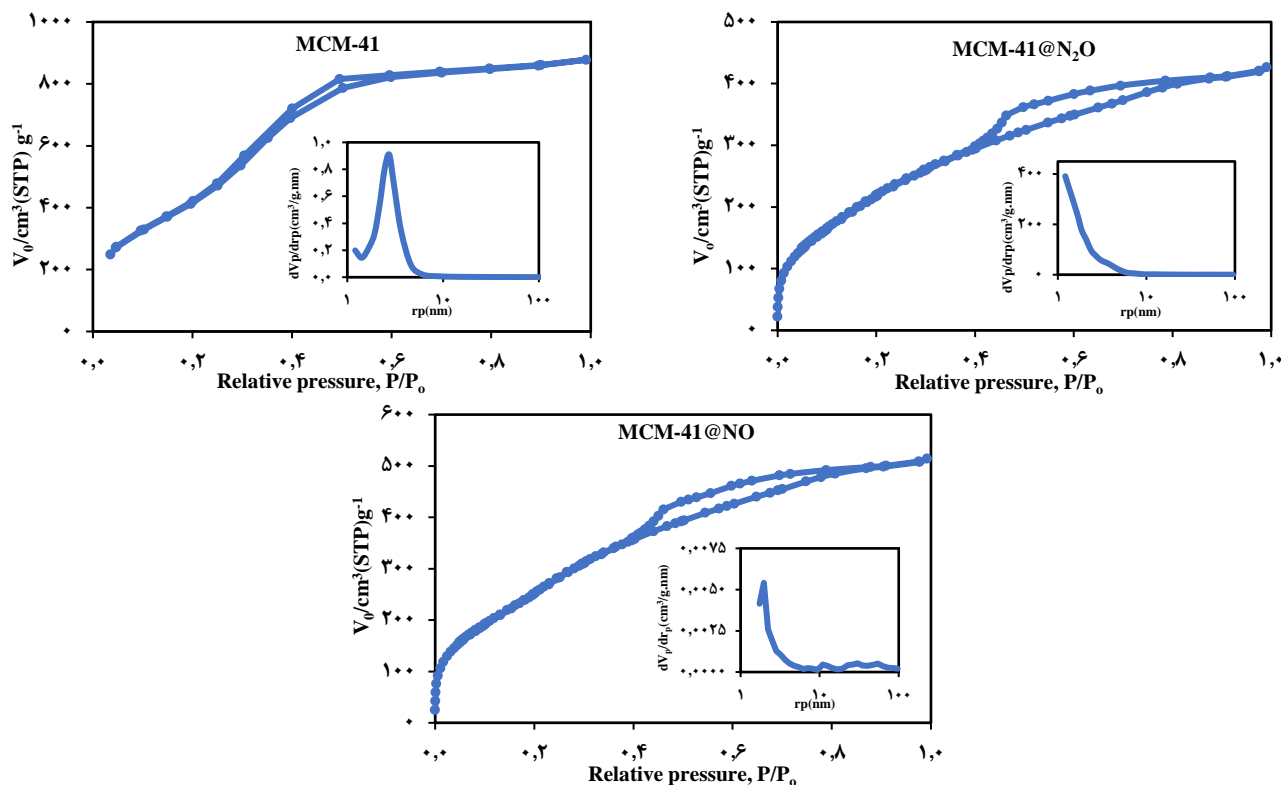 MCM-41
V₀/cm³(STP) g⁻¹
۱۰۰۰
۸۰۰
۶۰۰
۴۰۰
۲۰۰
۰
۰,۰ ۰,۲ ۰,۴ ۰,۶ ۰,۸ ۱,۰
Relative pressure, P/Pₒ
dVp/drp(cm³/g.nm)
۱,۰
۰,۸
۰,۶
۰,۴
۰,۲
۰,۰
۱ ۱۰ ۱۰۰
rp(nm)
MCM-41@N₂O
Vₒ/cm³(STP)g⁻¹
۵۰۰
۴۰۰
۳۰۰
۲۰۰
۱۰۰
۰
۰,۰ ۰,۲ ۰,۴ ۰,۶ ۰,۸ ۱,۰
Relative pressure, P/Pₒ
dVp/drp(cm³/g.nm)
۴۰۰
۲۰۰
۰
۱ ۱۰ ۱۰۰
rp(nm)
MCM-41@NO
V₀/cm³(STP)g⁻¹
۶۰۰
۵۰۰
۴۰۰
۳۰۰
۲۰۰
۱۰۰
۰
۰,۰ ۰,۲ ۰,۴ ۰,۶ ۰,۸ ۱,۰
Relative pressure, P/Pₒ
dVₚ/drₚ(cm³/g.nm)
۰,۰۰۷۵
۰,۰۰۵۰
۰,۰۰۲۵
۰,۰۰۰۰
۱ ۱۰ ۱۰۰
rp(nm)